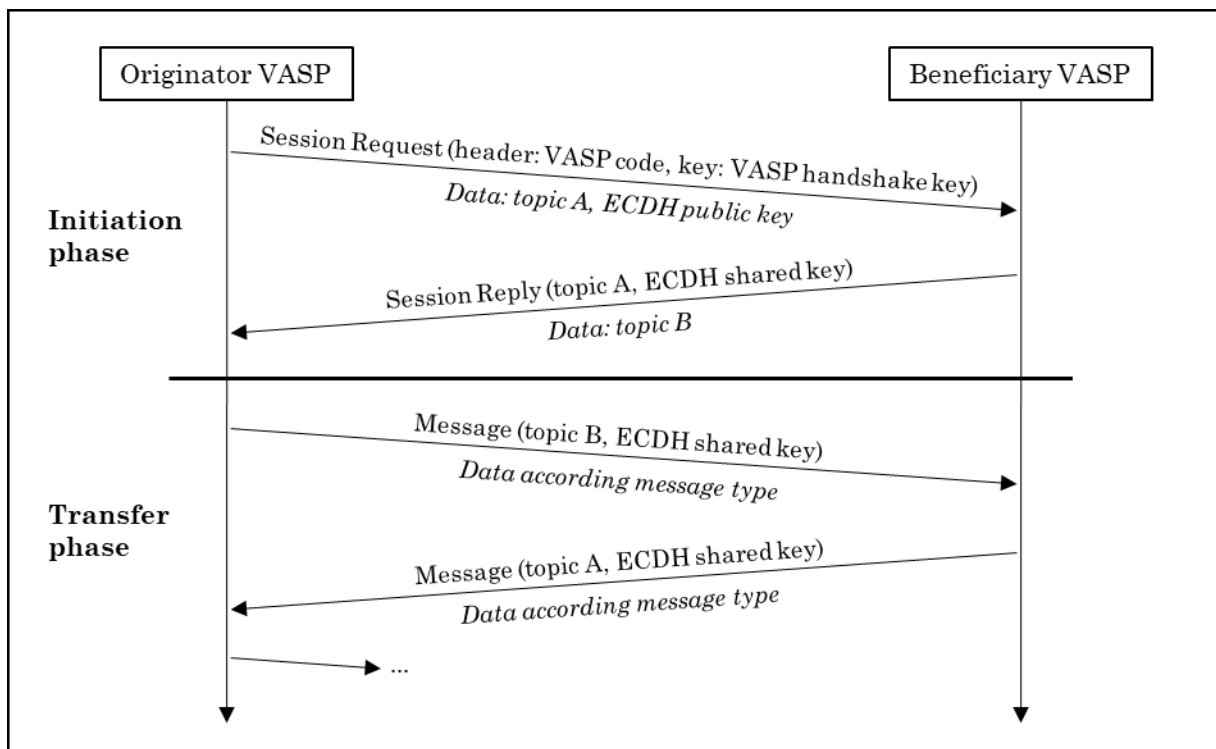 Originator VASP
Beneficiary VASP
Session Request (header: VASP code, key: VASP handshake key)
Data: topic A, ECDH public key
Initiation
phase
Session Reply (topic A, ECDH shared key)
Data: topic B
Message (topic B, ECDH shared key)
Data according message type
Transfer
phase
Message (topic A, ECDH shared key)
Data according message type
...